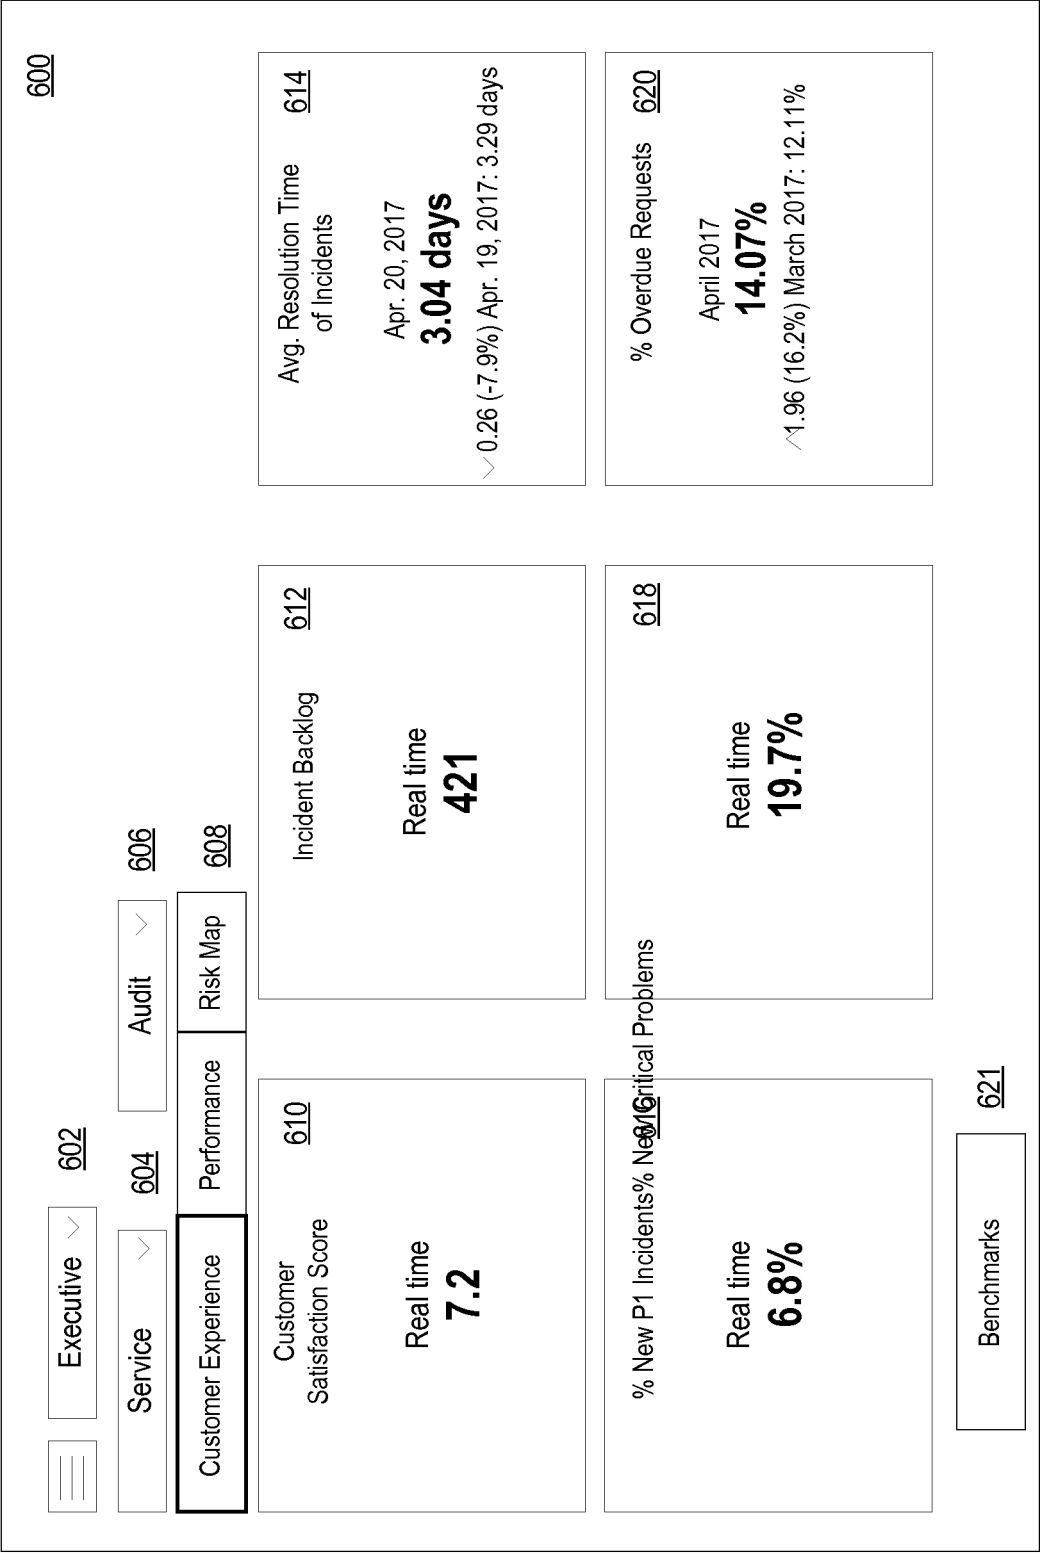 600
Executive
602
Service
604
Audit
606
Customer Experience
Performance
Risk Map
608
Customer
Satisfaction Score
610
Real time
7.2
Incident Backlog
612
Real time
421
Avg. Resolution Time
of Incidents
614
Apr. 20, 2017
3.04 days
0.26 (-7.9%) Apr. 19, 2017: 3.29 days
% New P1 Incidents
616
Real time
6.8%
% New Critical Problems
618
Real time
19.7%
% Overdue Requests
620
April 2017
14.07%
1.96 (16.2%) March 2017: 12.11%
Benchmarks
621